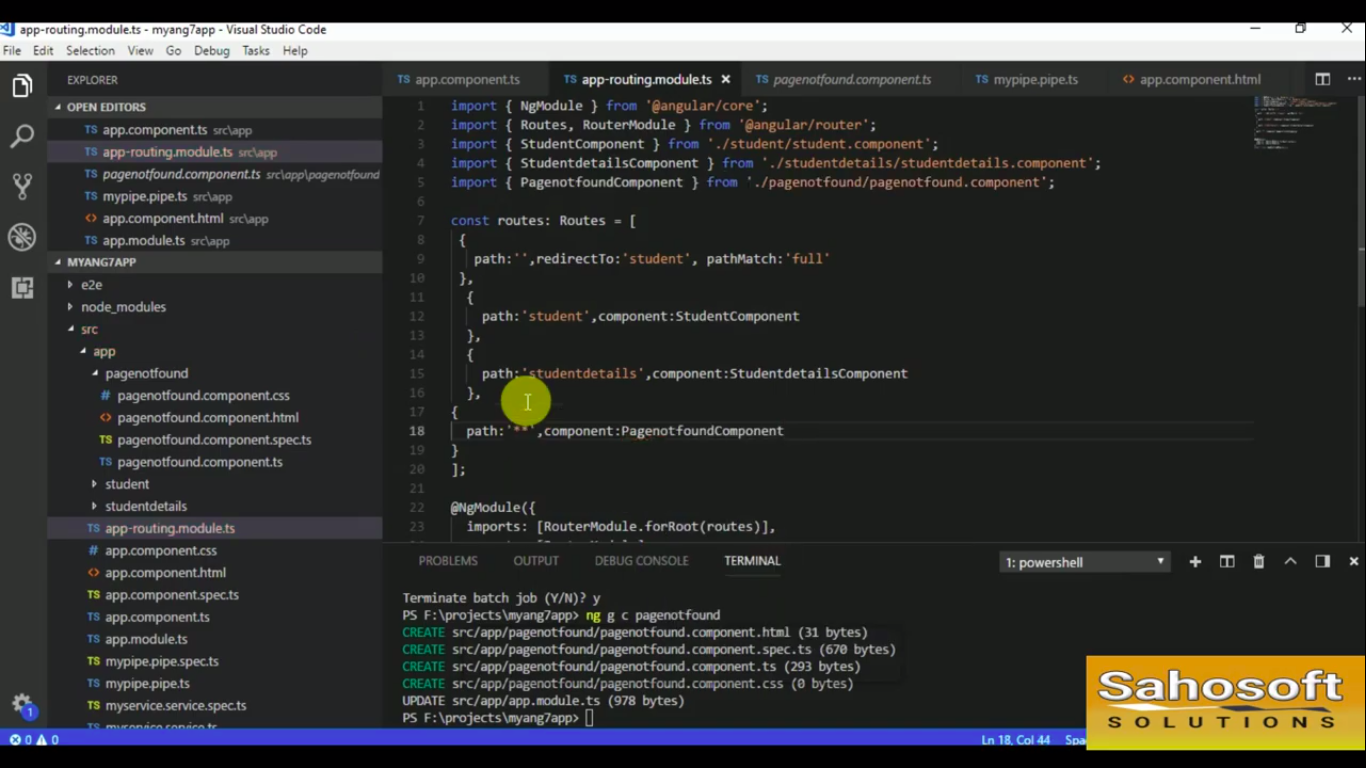 app-routing.module.ts - myang7app - Visual Studio Code
File Edit Selection View Go Debug Tasks Help
EXPLORER
OPEN EDITORS
TS app.component.ts src\app
TS app-routing.module.ts src\app
TS pagenotfound.component.ts src\app\pagenotfound
TS mypipe.pipe.ts src\app
<> app.component.html src\app
TS app.module.ts src\app
MYANG7APP
e2e
node_modules
src
app
pagenotfound
# pagenotfound.component.css
<> pagenotfound.component.html
TS pagenotfound.component.spec.ts
TS pagenotfound.component.ts
student
studentdetails
TS app-routing.module.ts
# app.component.css
<> app.component.html
TS app.component.spec.ts
TS app.component.ts
TS app.module.ts
TS mypipe.pipe.spec.ts
TS mypipe.pipe.ts
TS myservice.service.spec.ts
TS myservice.service.ts
TS app.component.ts TS app-routing.module.ts × TS pagenotfound.component.ts TS mypipe.pipe.ts <> app.component.html ...
1 import { NgModule } from '@angular/core';
2 import { Routes, RouterModule } from '@angular/router';
3 import { StudentComponent } from './student/student.component';
4 import { StudentdetailsComponent } from './studentdetails/studentdetails.component';
5 import { PagenotfoundComponent } from './pagenotfound/pagenotfound.component';
6
7 const routes: Routes = [
8 {
9 path:'',redirectTo:'student', pathMatch:'full'
10 },
11 {
12 path:'student',component:StudentComponent
13 },
14 {
15 path:'studentdetails',component:StudentdetailsComponent
16 },
17 {
18 path:'**',component:PagenotfoundComponent
19 }
20 ];
21
22 @NgModule({
23 imports: [RouterModule.forRoot(routes)],
PROBLEMS OUTPUT DEBUG CONSOLE TERMINAL 1: powershell
Terminate batch job (Y/N)? y
PS F:\projects\myang7app> ng g c pagenotfound
CREATE src/app/pagenotfound/pagenotfound.component.html (31 bytes)
CREATE src/app/pagenotfound/pagenotfound.component.spec.ts (670 bytes)
CREATE src/app/pagenotfound/pagenotfound.component.ts (293 bytes)
CREATE src/app/pagenotfound/pagenotfound.component.css (0 bytes)
UPDATE src/app/app.module.ts (978 bytes)
PS F:\projects\myang7app>
1
0 0 Ln 18, Col 44
Sahosoft
SOLUTIONS